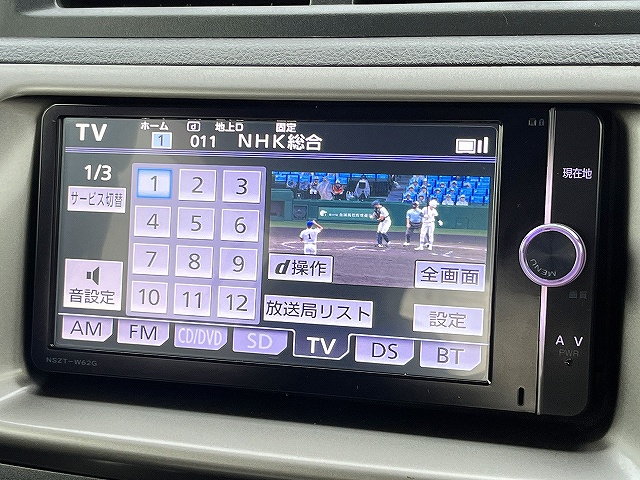 TV
ホーム d 地上D 固定
1 011 NHK総合
1/3
サービス切替
音設定
1 2 3
4 5 6
7 8 9
10 11 12
d操作
全画面
放送局リスト
設定
AM FM CD/DVD SD TV DS BT
NSZT-W62G
現在地
MENU
AV
PWR